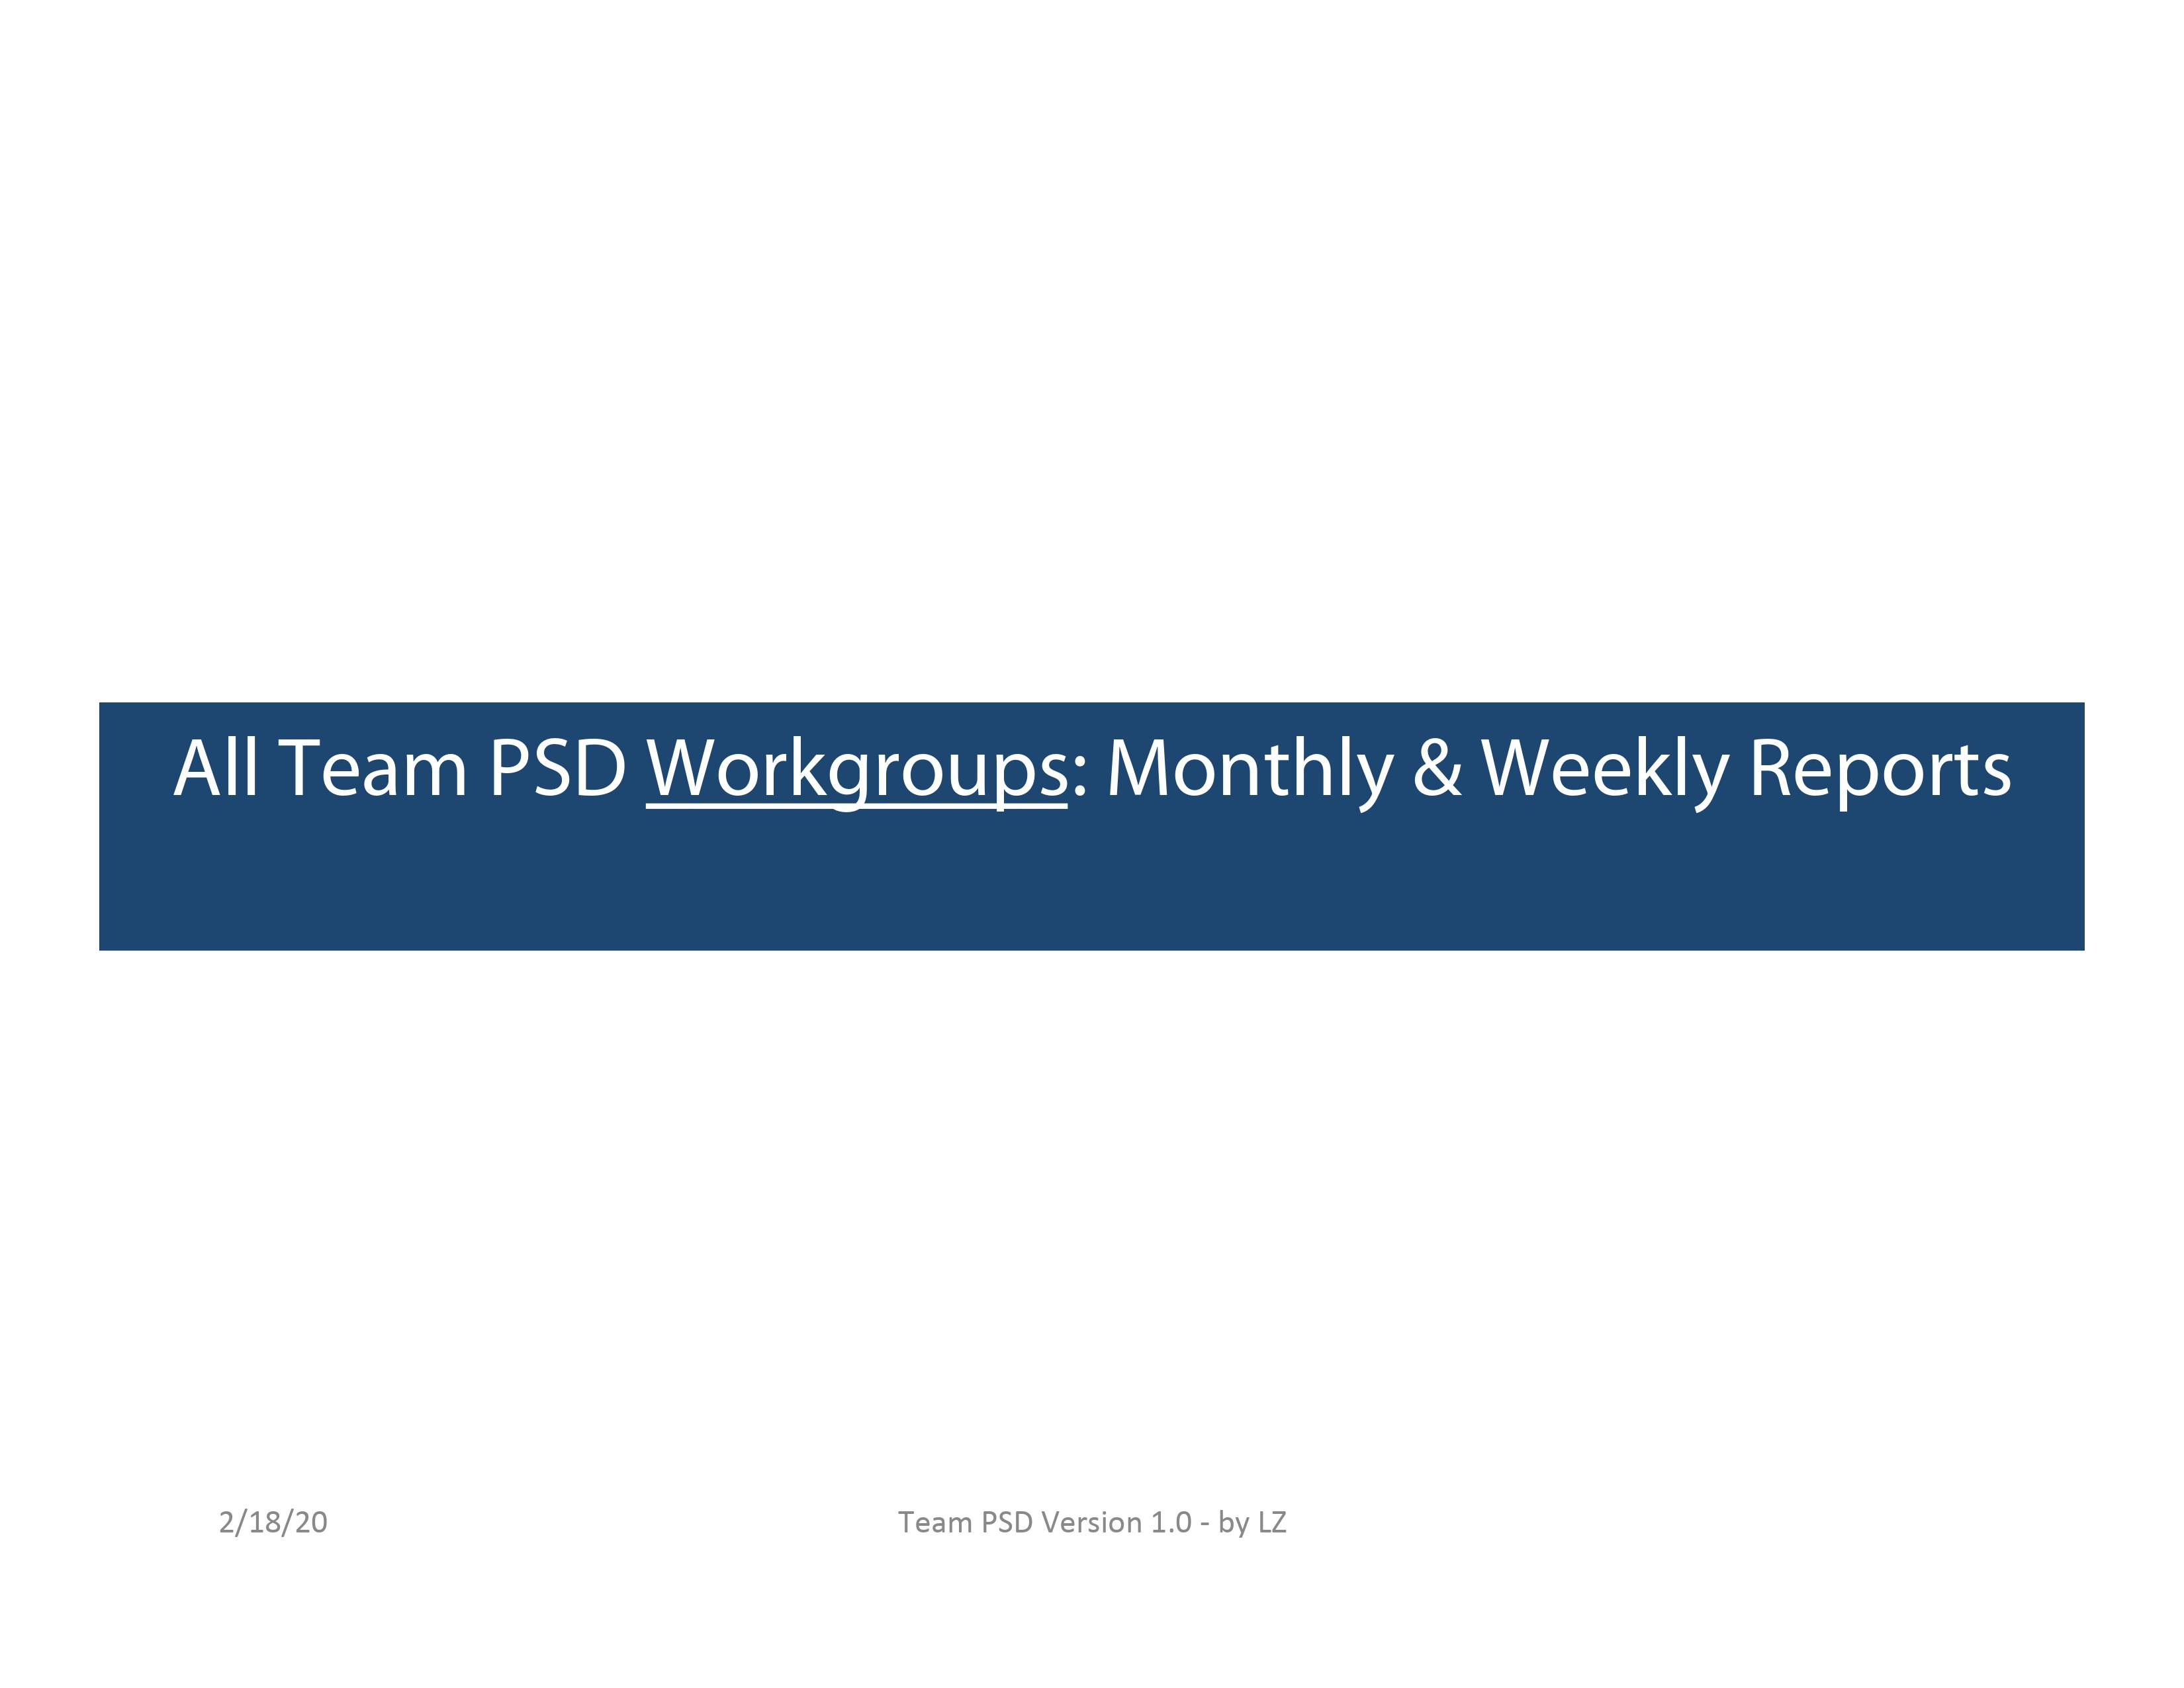 All Team PSD Workgroups: Monthly & Weekly Reports
2/18/20
Team PSD Version 1.0 - by LZ